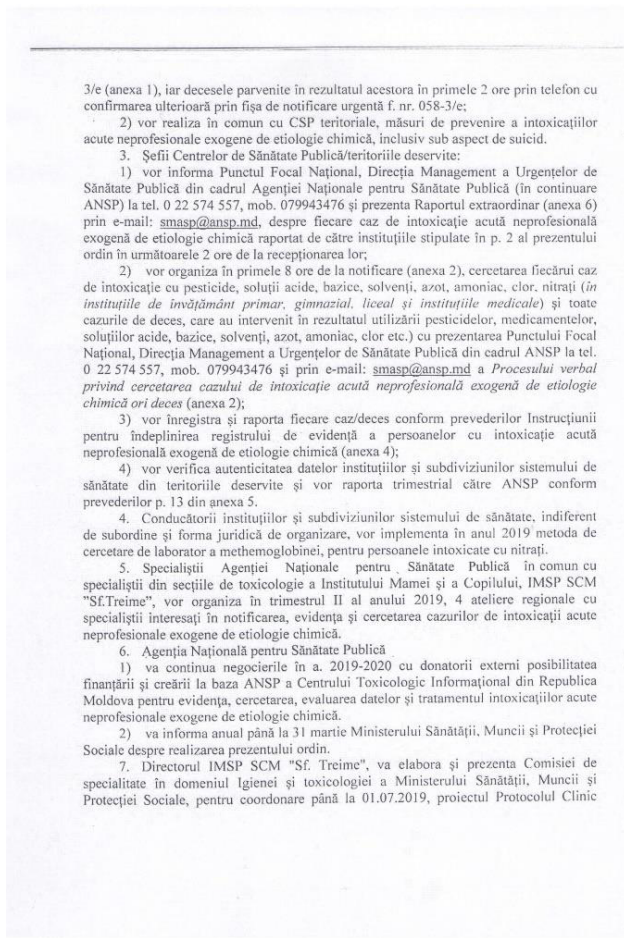 3/e (anexa 1), iar decesele parvenite în rezultatul acestora în primele 2 ore prin telefon cu
confirmarea ulterioară prin fișa de notificare urgentă f. nr. 058-3/e;
2) vor realiza în comun cu CSP teritoriale, măsuri de prevenire a intoxicațiilor
acute neprofesionale exogene de etiologie chimică, inclusiv sub aspect de suicid.
3. Șefii Centrelor de Sănătate Publică/teritoriile deservite:
1) vor informa Punctul Focal Național, Direcția Management a Urgențelor de
Sănătate Publică din cadrul Agenției Naționale pentru Sănătate Publică (în continuare
ANSP) la tel. 0 22 574 557, mob. 079943476 și prezenta Raportul extraordinar (anexa 6)
prin e-mail: smasp@ansp.md, despre fiecare caz de intoxicație acută neprofesională
exogenă de etiologie chimică raportat de către instituțiile stipulate în p. 2 al prezentului
ordin în următoarele 2 ore de la recepționarea lor;
2) vor organiza în primele 8 ore de la notificare (anexa 2), cercetarea fiecărui caz
de intoxicație cu pesticide, soluții acide, bazice, solvenți, azot, amoniac, clor, nitrați (în
instituțiile de învățământ primar, gimnazial, liceal și instituțiile medicale) și toate
cazurile de deces, care au intervenit în rezultatul utilizării pesticidelor, medicamentelor,
soluțiilor acide, bazice, solvenți, azot, amoniac, clor etc.) cu prezentarea Punctului Focal
Național, Direcția Management a Urgențelor de Sănătate Publică din cadrul ANSP la tel.
0 22 574 557, mob. 079943476 și prin e-mail: smasp@ansp.md a Procesului verbal
privind cercetarea cazului de intoxicație acută neprofesională exogenă de etiologie
chimică ori deces (anexa 2);
3) vor înregistra și raporta fiecare caz/deces conform prevederilor Instrucțiunii
pentru îndeplinirea registrului de evidență a persoanelor cu intoxicație acută
neprofesională exogenă de etiologie chimică (anexa 4);
4) vor verifica autenticitatea datelor instituțiilor și subdiviziunilor sistemului de
sănătate din teritoriile deservite și vor raporta trimestrial către ANSP conform
prevederilor p. 13 din anexa 5.
4. Conducătorii instituțiilor și subdiviziunilor sistemului de sănătate, indiferent
de subordine și forma juridică de organizare, vor implementa în anul 2019 metoda de
cercetare de laborator a methemoglobinei, pentru persoanele intoxicate cu nitrați.
5. Specialiștii Agenției Naționale pentru Sănătate Publică în comun cu
specialiștii din secțiile de toxicologie a Institutului Mamei și a Copilului, IMSP SCM
"Sf.Treime”, vor organiza în trimestrul II al anului 2019, 4 ateliere regionale cu
specialiștii interesați în notificarea, evidența și cercetarea cazurilor de intoxicații acute
neprofesionale exogene de etiologie chimică.
6. Agenția Națională pentru Sănătate Publică
1) va continua negocierile în a. 2019-2020 cu donatorii externi posibilitatea
finanțării și creării la baza ANSP a Centrului Toxicologic Informațional din Republica
Moldova pentru evidența, cercetarea, evaluarea datelor și tratamentul intoxicațiilor acute
neprofesionale exogene de etiologie chimică.
2) va informa anual până la 31 martie Ministerului Sănătății, Muncii și Protecției
Sociale despre realizarea prezentului ordin.
7. Directorul IMSP SCM "Sf. Treime", va elabora și prezenta Comisiei de
specialitate în domeniul Igienei și toxicologiei a Ministerului Sănătății, Muncii și
Protecției Sociale, pentru coordonare până la 01.07.2019, proiectul Protocolul Clinic